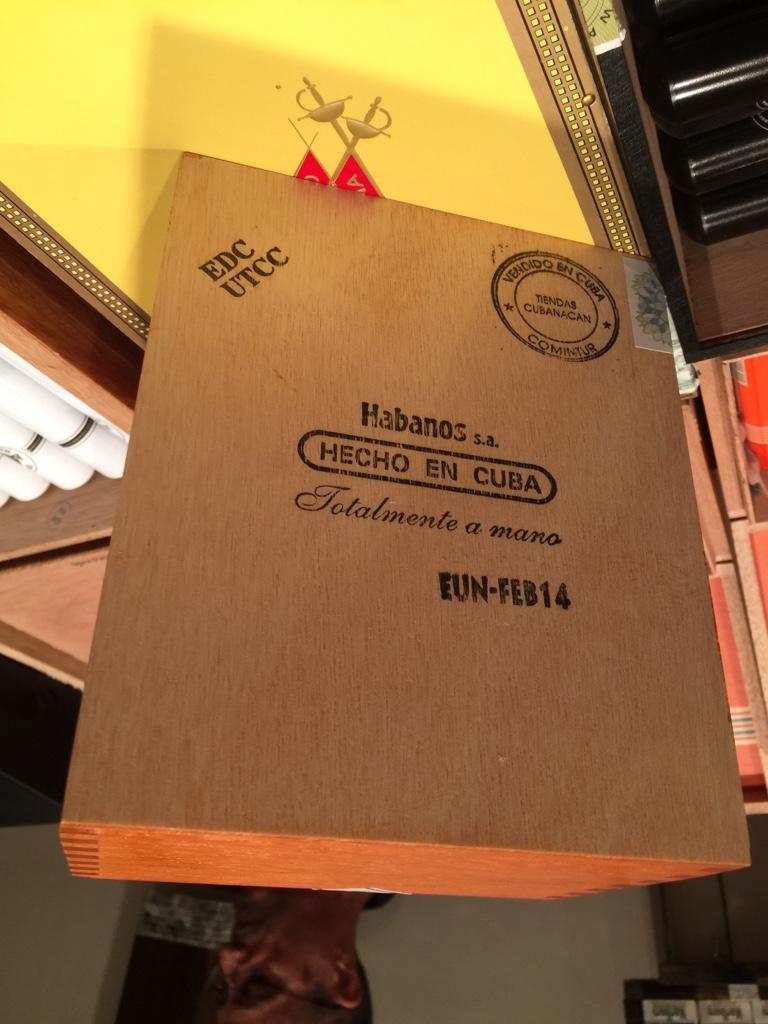 EDC
UTCC
VENDIDO EN CUBA
TIENDAS
CUBANACAN
COMINTUR
Habanos s.a.
HECHO EN CUBA
Totalmente a mano
EUN-FEB14